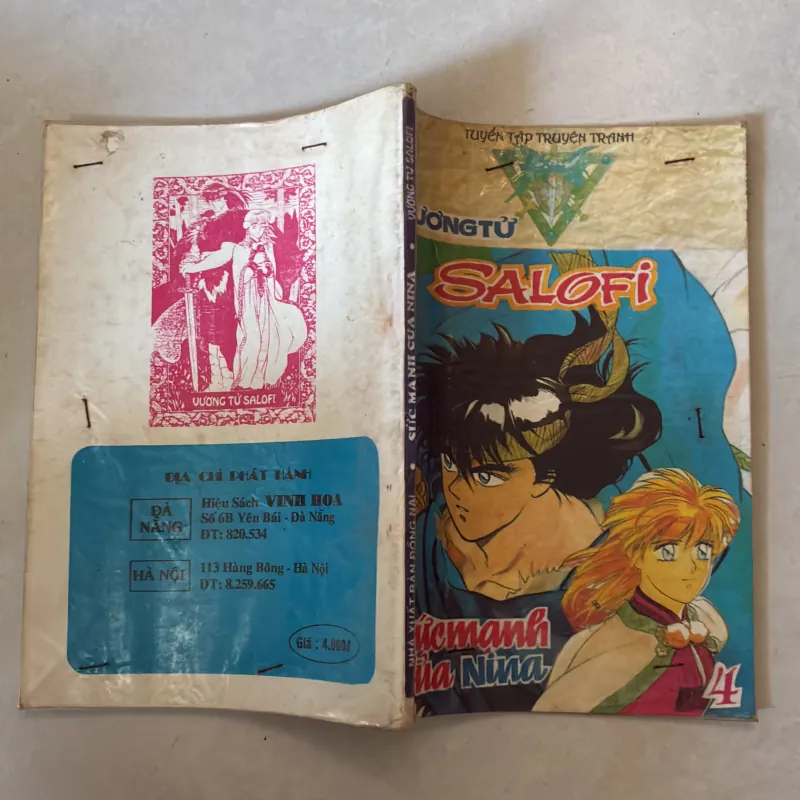 VƯƠNG TỬ SALOFI
ĐỊA CHỈ PHÁT HÀNH
ĐÀ NẴNG
Hiệu Sách VINH HOA
Số 6B Yên Bái - Đà Nẵng
ĐT: 820.534
HÀ NỘI
113 Hàng Bông - Hà Nội
ĐT: 8.259.665
Giá : 4.000đ
NHÀ XUẤT BẢN ĐỒNG NAI • SỨC MẠNH CỦA NINA • VƯƠNG TỬ SALOFI
TUYỂN TẬP TRUYỆN TRANH
ƯƠNG TỬ
SALOFI
ức mạnh
ủa Nina
4